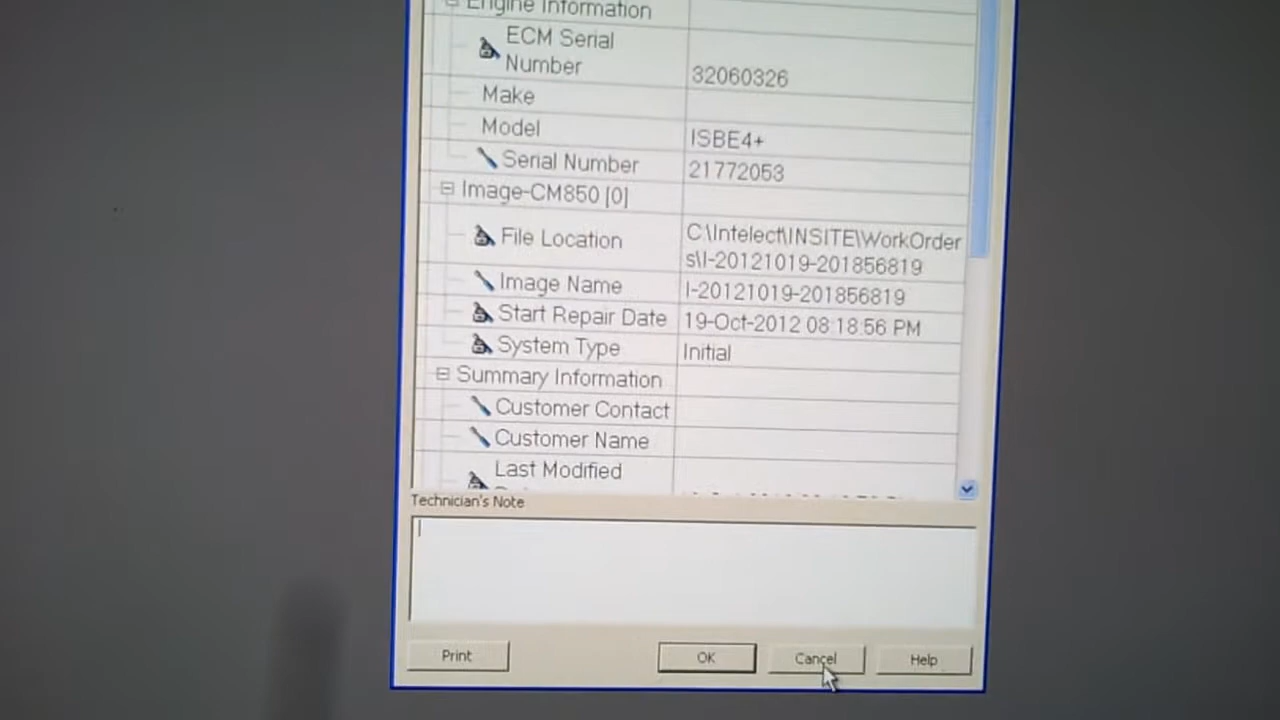 Engine Information
ECM Serial
Number
32060326
Make
Model
ISBE4+
Serial Number
21772053
Image-CM850 [0]
File Location
C\Intelect\INSITE\WorkOrder
s\I-20121019-201856819
Image Name
I-20121019-201856819
Start Repair Date
19-Oct-2012 08:18:56 PM
System Type
Initial
Summary Information
Customer Contact
Customer Name
Last Modified
Technician's Note
Print
OK
Cancel
Help